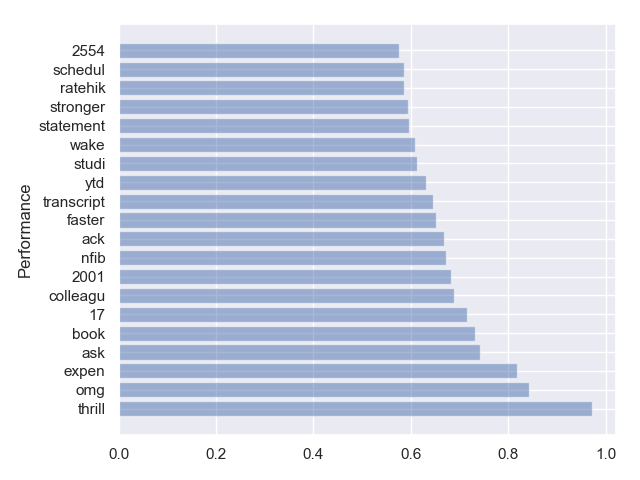 2554
schedul
ratehik
stronger
statement
wake
studi
ytd
transcript
faster
ack
nfib
2001
colleagu
17
book
ask
expen
omg
thrill
Performance
0.0 0.2 0.4 0.6 0.8 1.0